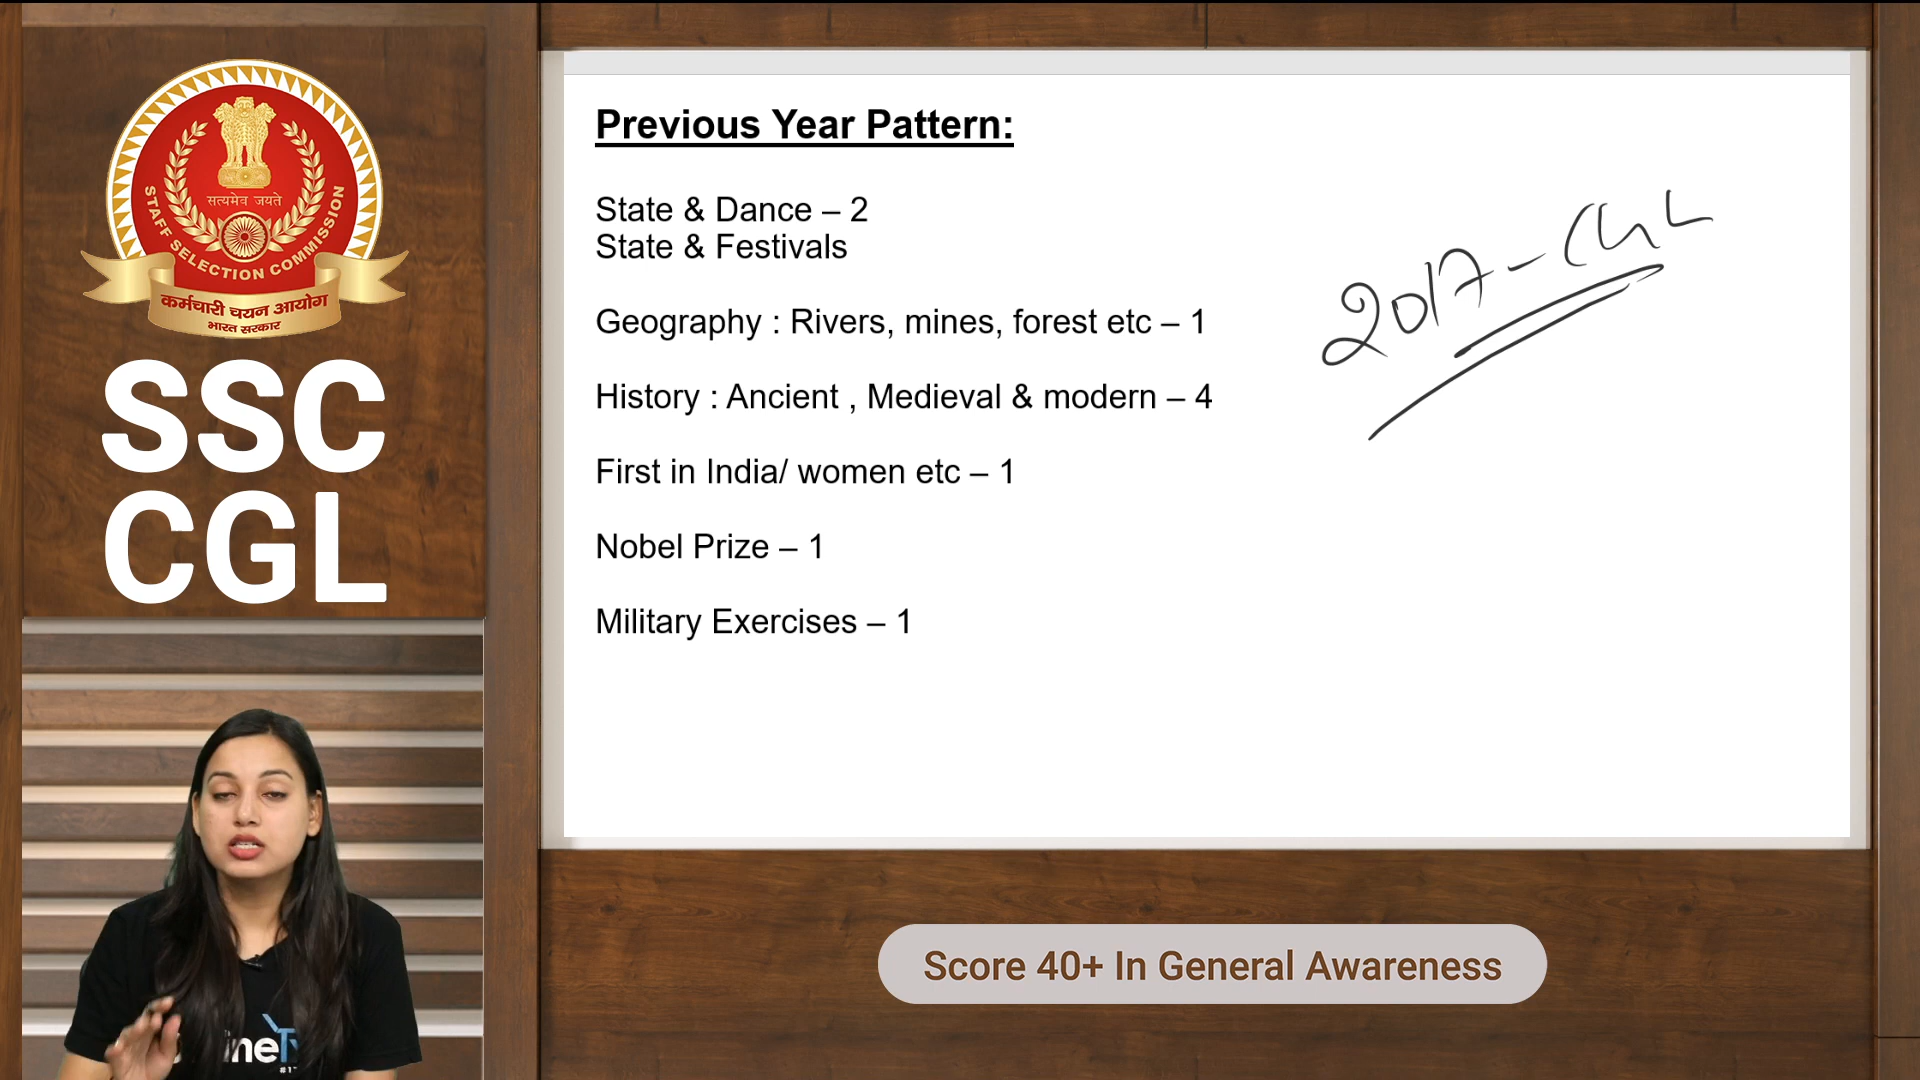 सत्यमेव जयते
STAFF SELECTION COMMISSION
कर्मचारी चयन आयोग
भारत सरकार
SSC
CGL
Previous Year Pattern:
State & Dance – 2
State & Festivals
Geography : Rivers, mines, forest etc – 1
History : Ancient , Medieval & modern – 4
First in India/ women etc – 1
Nobel Prize – 1
Military Exercises – 1
2017 - CGL
Score 40+ In General Awareness